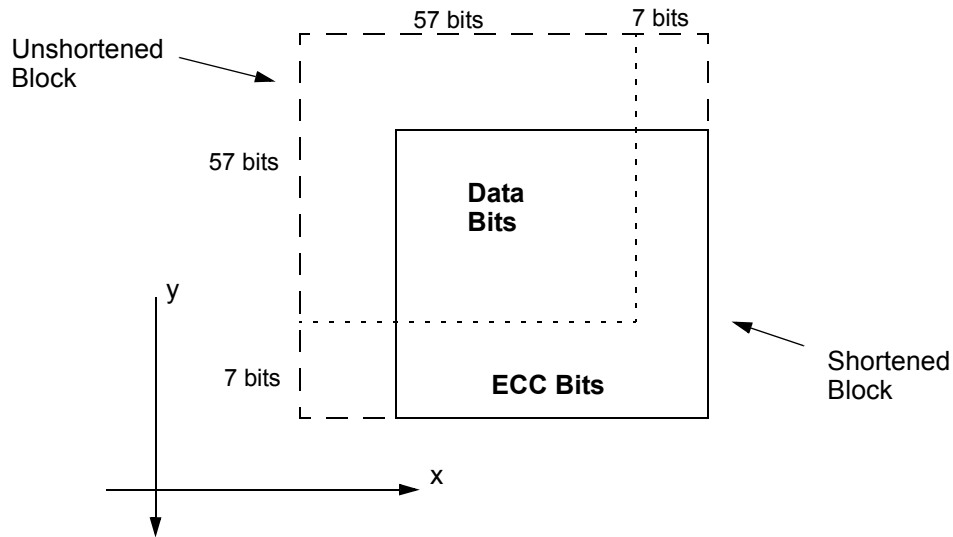 57 bits
7 bits
Unshortened
Block
57 bits
Data
Bits
y
7 bits
ECC Bits
Shortened
Block
x